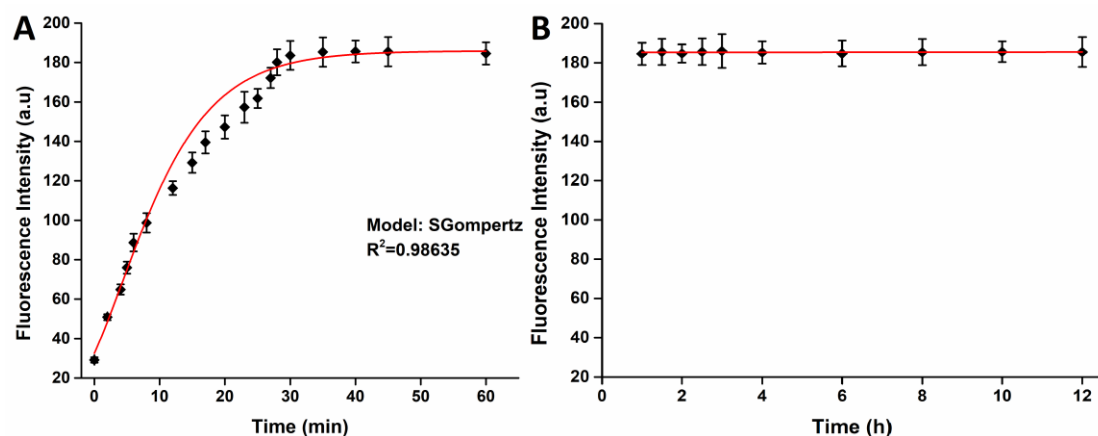 A
Fluorescence Intensity (a.u)
200
180
160
140
120
100
80
60
40
20
Model: SGompertz
R²=0.98635
0 10 20 30 40 50 60
Time (min)
B
Fluorescence Intensity (a.u)
200
180
160
140
120
100
80
60
40
20
0 2 4 6 8 10 12
Time (h)